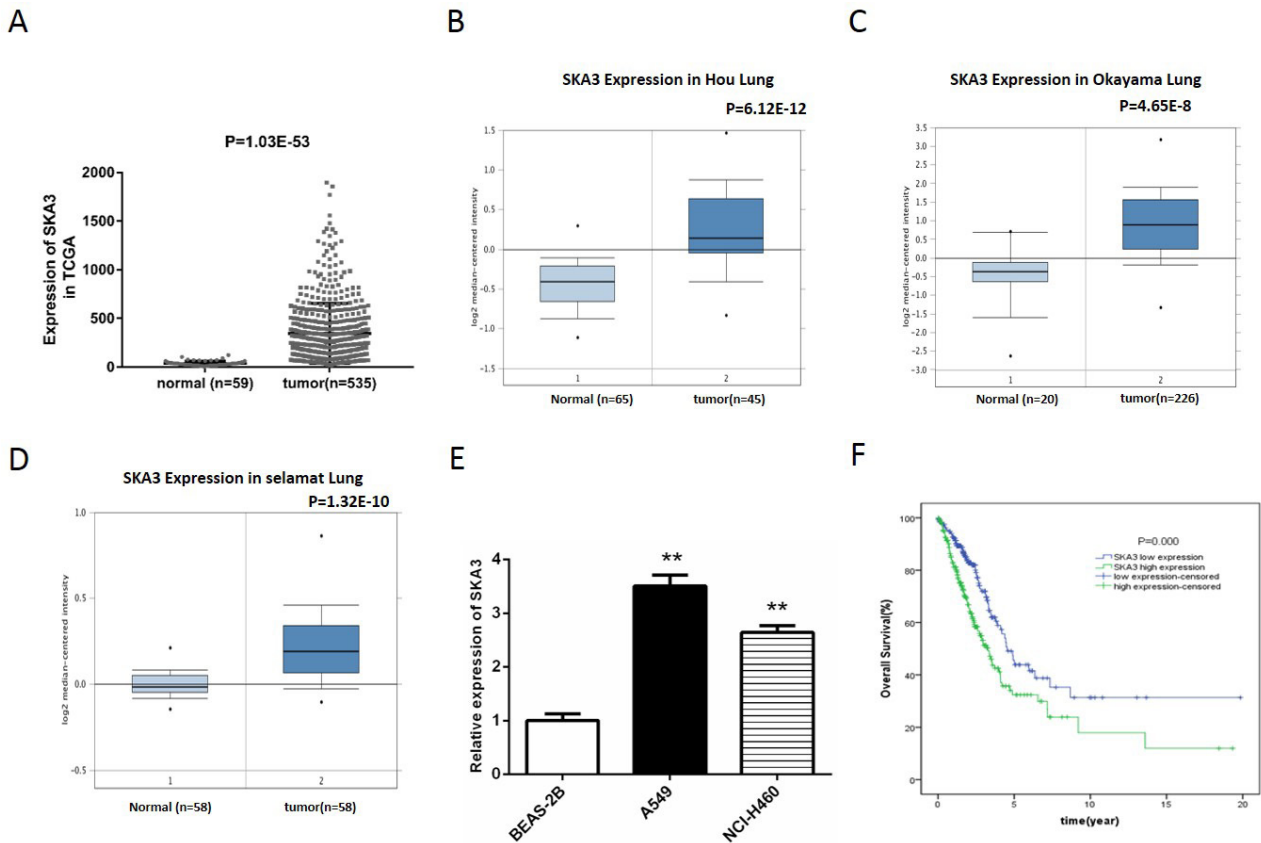 A
P=1.03E-53
Expression of SKA3
in TCGA
2000
1500
1000
500
0
normal (n=59)
tumor(n=535)
B
SKA3 Expression in Hou Lung
P=6.12E-12
log2 median-centered intensity
1.5
1.0
0.5
0.0
-0.5
-1.0
-1.5
1
2
Normal (n=65)
tumor(n=45)
C
SKA3 Expression in Okayama Lung
P=4.65E-8
log2 median-centered intensity
3.5
3.0
2.5
2.0
1.5
1.0
0.5
0.0
-0.5
-1.0
-1.5
-2.0
-2.5
-3.0
1
2
Normal (n=20)
tumor(n=226)
D
SKA3 Expression in selamat Lung
P=1.32E-10
log2 median-centered intensity
1.0
0.5
0.0
-0.5
1
2
Normal (n=58)
tumor(n=58)
E
Relative expression of SKA3
4
3
2
1
0
**
**
BEAS-2B
A549
NCI-H460
F
Overall Survival(%)
100
80
60
40
20
0
P=0.000
SKA3 low expression
SKA3 high expression
low expression-censored
high expression-censored
0
5
10
15
20
time(year)